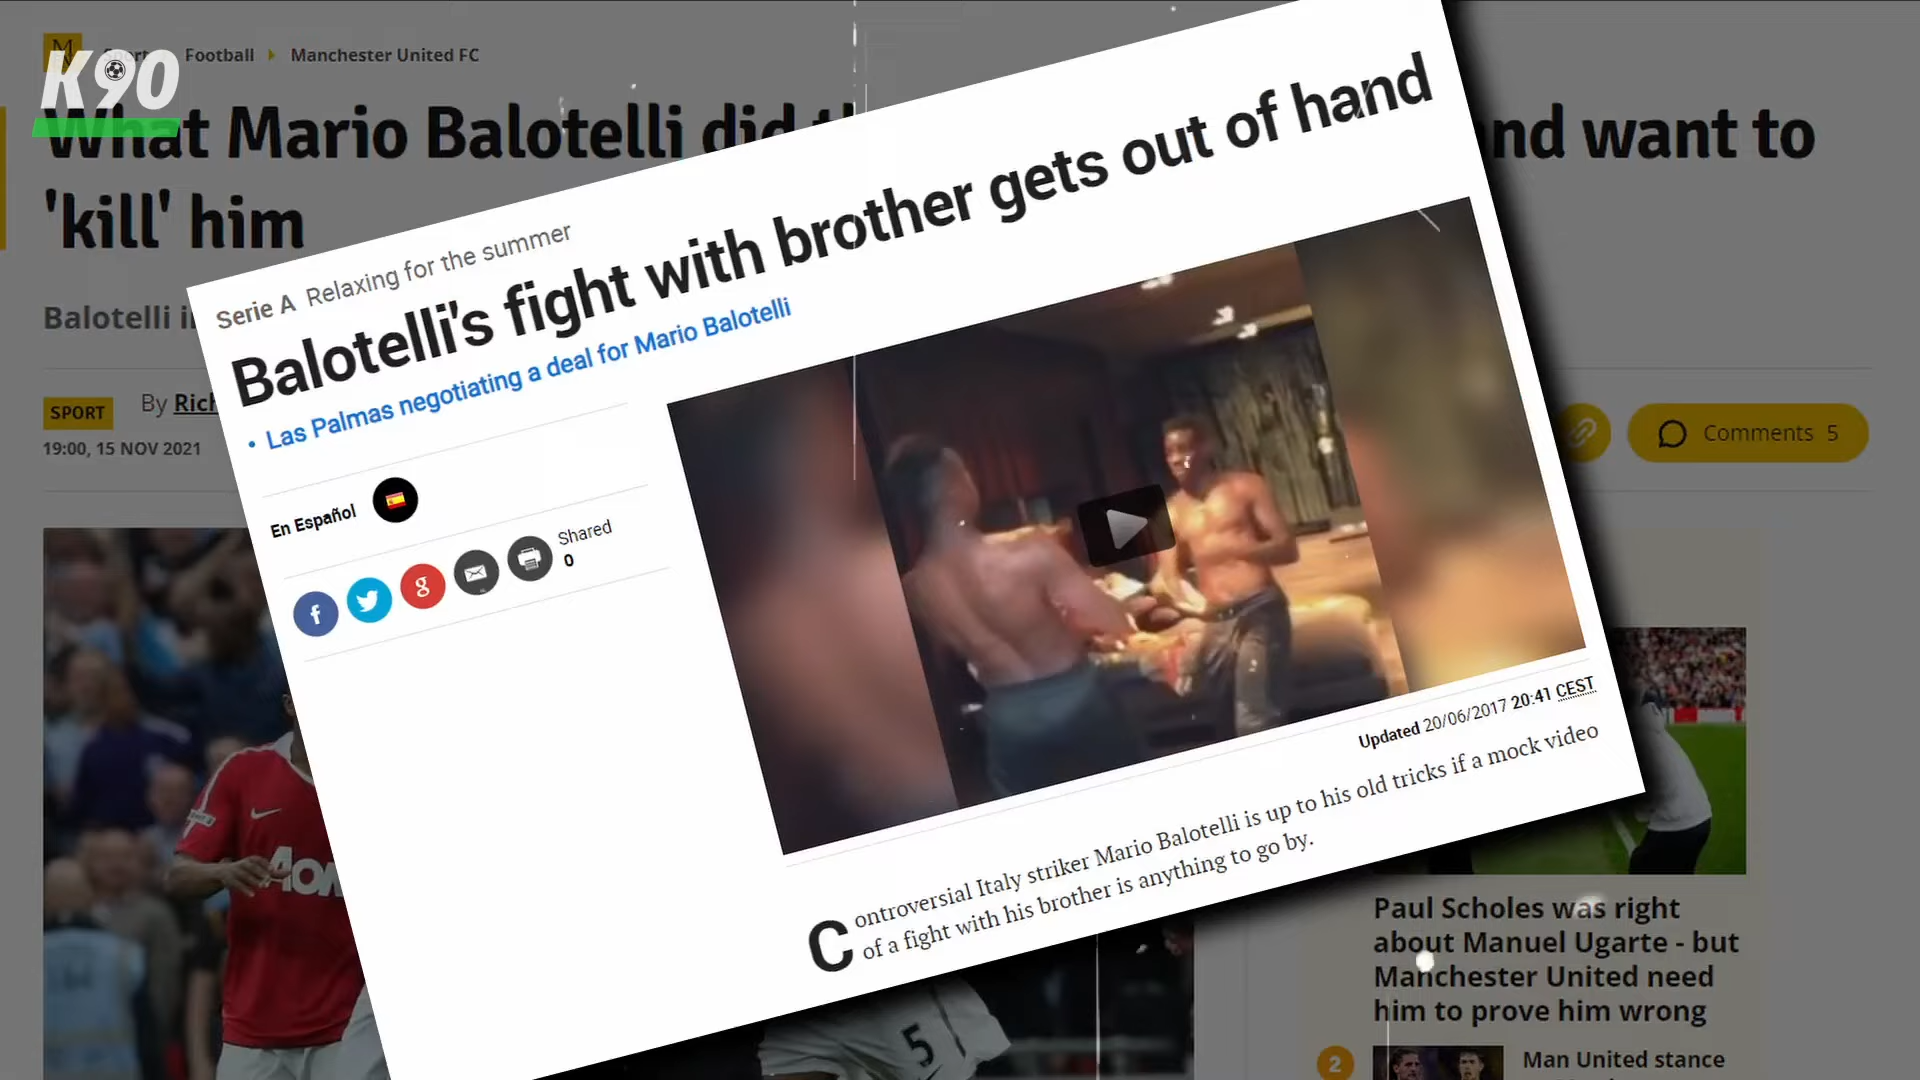 K90
Sport
Football
Manchester United FC
What Mario Balotelli did
nd want to
'kill' him
Balotelli
SPORT
By
19:00, 15 NOV 2021
Comments 5
Serie A Relaxing for the summer
Balotelli's fight with brother gets out of hand
• Las Palmas negotiating a deal for Mario Balotelli
En Español
Shared
0
Updated 20/06/2017 20:41 CEST
Controversial Italy striker Mario Balotelli is up to his old tricks if a mock video
of a fight with his brother is anything to go by.
AON
5
Paul Scholes was right
about Manuel Ugarte - but
Manchester United need
him to prove him wrong
2
Man United stance